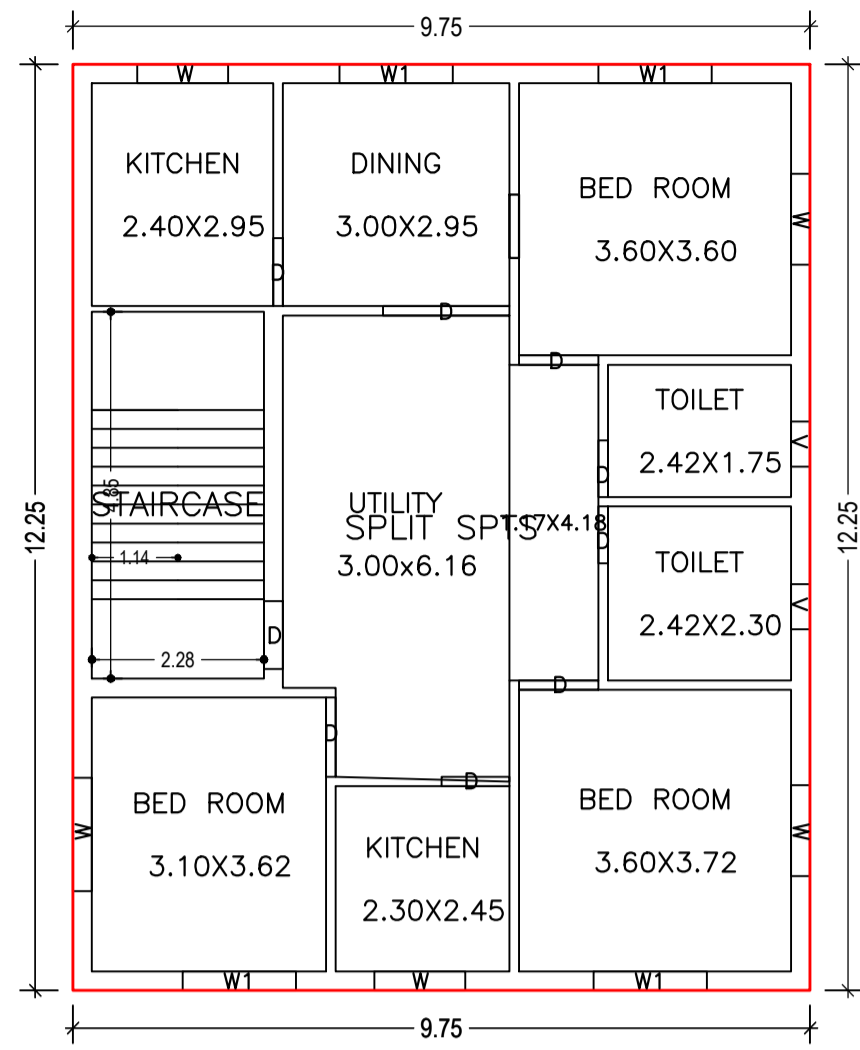 9.75
W
W1
W1
KITCHEN
2.40X2.95
DINING
3.00X2.95
BED ROOM
3.60X3.60
W
D
D
D
TOILET
2.42X1.75
V
D
12.25
STAIRCASE
4.85
1.14
2.28
UTILITY
SPLIT SPTS
3.00x6.16
1.17X4.18
D
12.25
TOILET
2.42X2.30
V
D
D
D
D
BED ROOM
3.10X3.62
W
KITCHEN
2.30X2.45
BED ROOM
3.60X3.72
W
W1
W
W1
9.75